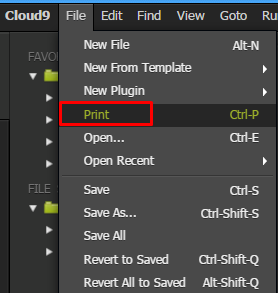 Cloud9 File Edit Find View Goto Ru
New File Alt-N
New From Template
New Plugin
Print Ctrl-P
Open... Ctrl-E
Open Recent
Save Ctrl-S
Save As... Ctrl-Shift-S
Save All
Revert to Saved Ctrl-Shift-Q
Revert All to Saved Alt-Shift-Q
FAVO
FILE